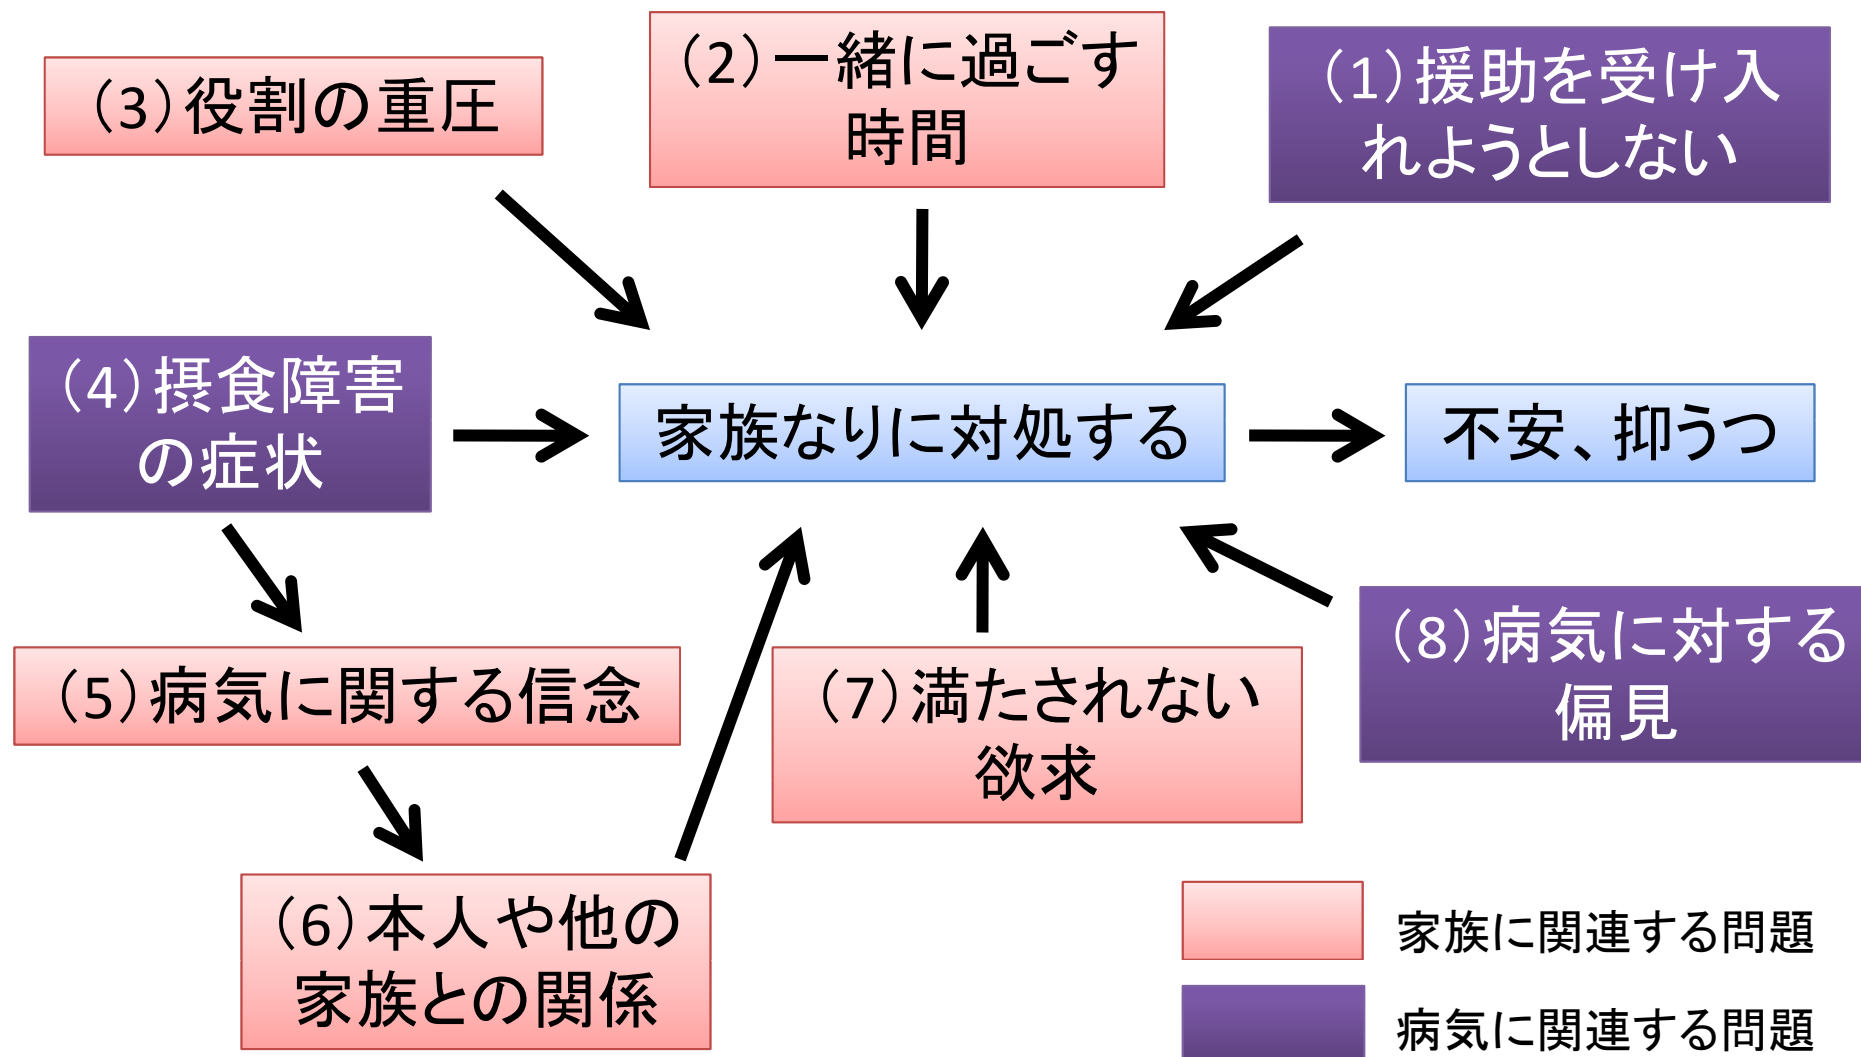 （3）役割の重圧
（2）一緒に過ごす
時間
（1）援助を受け入
れようとしない
（4）摂食障害
の症状
家族なりに対処する
不安、抑うつ
（5）病気に関する信念
（7）満たされない
欲求
（8）病気に対する
偏見
（6）本人や他の
家族との関係
家族に関連する問題
病気に関連する問題